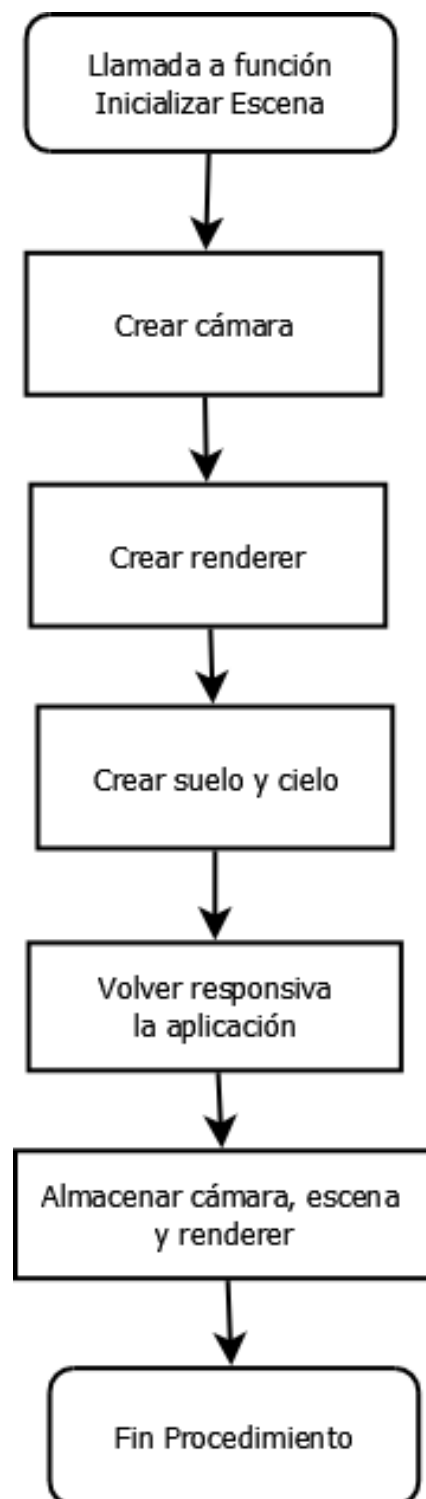 Llamada a función
Inicializar Escena
Crear cámara
Crear renderer
Crear suelo y cielo
Volver responsiva
la aplicación
Almacenar cámara, escena
y renderer
Fin Procedimiento